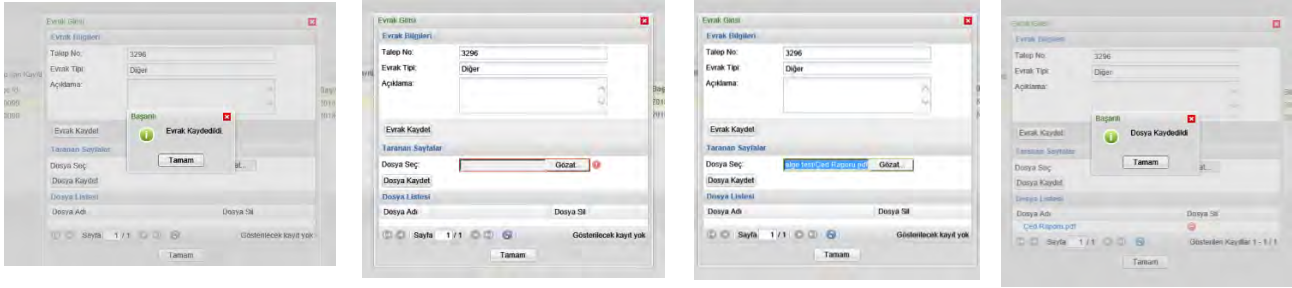 Evrak Girişi
Evrak Bilgileri
Talep No: 3296
Evrak Tipi: Diğer
Açıklama:
Başarılı
Evrak Kaydedildi.
Tamam
Evrak Kaydet
Taranan Sayfalar
Dosya Seç:
Dosya Kaydet
Dosya Listesi
Dosya Adı Dosya Sil
Sayfa 1 / 1 Gösterilecek kayıt yok
Tamam
Evrak Girişi
Evrak Bilgileri
Talep No: 3296
Evrak Tipi: Diğer
Açıklama:
Evrak Kaydet
Taranan Sayfalar
Dosya Seç: Gözat...
Dosya Kaydet
Dosya Listesi
Dosya Adı Dosya Sil
Sayfa 1 / 1 Gösterilecek kayıt yok
Tamam
Evrak Girişi
Evrak Bilgileri
Talep No: 3296
Evrak Tipi: Diğer
Açıklama:
Evrak Kaydet
Taranan Sayfalar
Dosya Seç: test/Çed Raporu.pdf Gözat...
Dosya Kaydet
Dosya Listesi
Dosya Adı Dosya Sil
Sayfa 1 / 1 Gösterilecek kayıt yok
Tamam
Evrak Girişi
Evrak Bilgileri
Talep No: 3296
Evrak Tipi: Diğer
Açıklama:
Başarılı
Dosya Kaydedildi
Tamam
Evrak Kaydet
Taranan Sayfalar
Dosya Seç:
Dosya Kaydet
Dosya Listesi
Dosya Adı Dosya Sil
Çed Raporu.pdf
Sayfa 1 / 1 Gösterilen Kayıtlar 1 - 1 / 1
Tamam